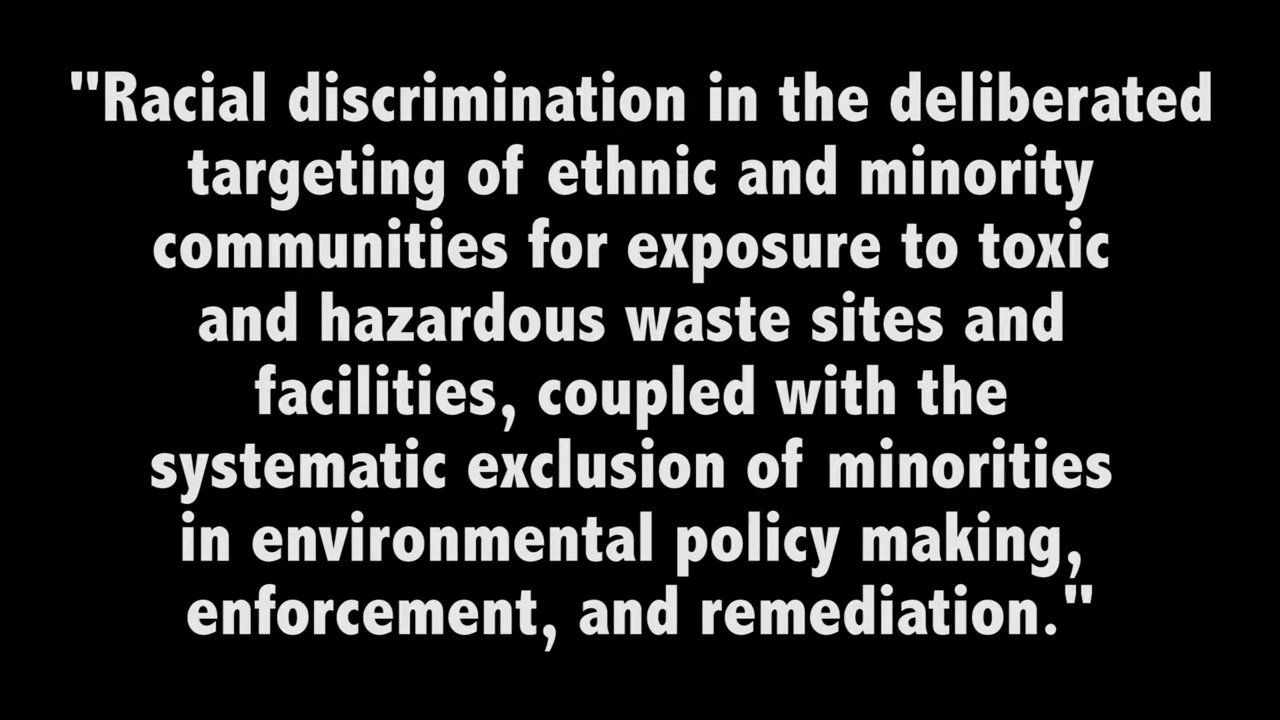 "Racial discrimination in the deliberated
targeting of ethnic and minority
communities for exposure to toxic
and hazardous waste sites and
facilities, coupled with the
systematic exclusion of minorities
in environmental policy making,
enforcement, and remediation."